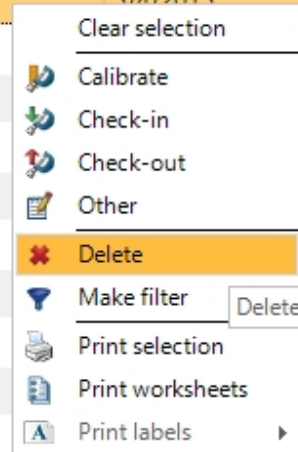 Clear selection
Calibrate
Check-in
Check-out
Other
Delete
Make filter
Delete
Print selection
Print worksheets
A Print labels